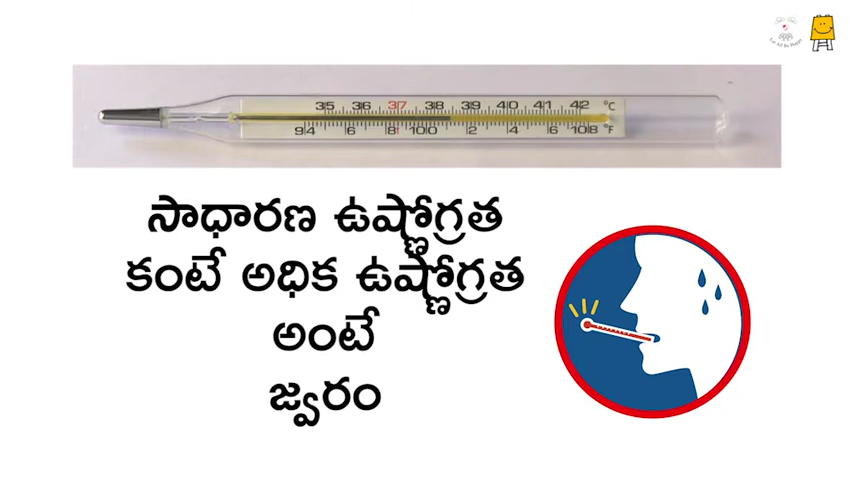 35 36 37 38 39 40 41 42 °C
94 6 8 100 2 4 6 108 °F
సాధారణ ఉష్ణోగ్రత
కంటే అధిక ఉష్ణోగ్రత
అంటే
జ్వరం